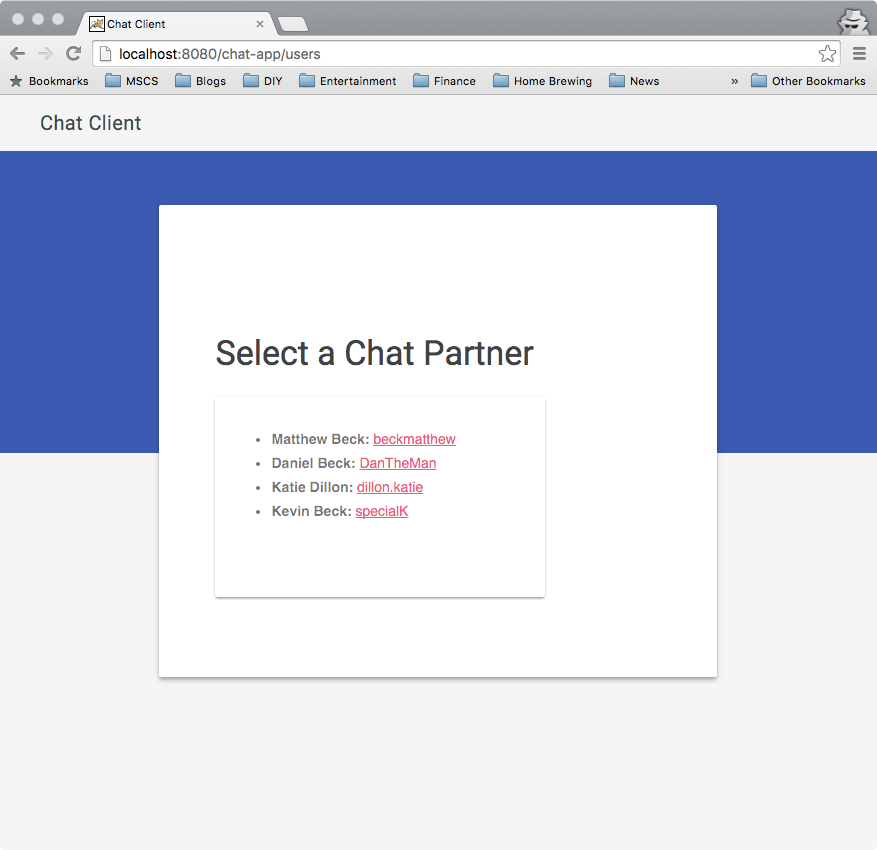 Chat Client
localhost:8080/chat-app/users
Bookmarks MSCS Blogs DIY Entertainment Finance Home Brewing News » Other Bookmarks
Chat Client
Select a Chat Partner
• Matthew Beck: beckmatthew
• Daniel Beck: DanTheMan
• Katie Dillon: dillon.katie
• Kevin Beck: specialK